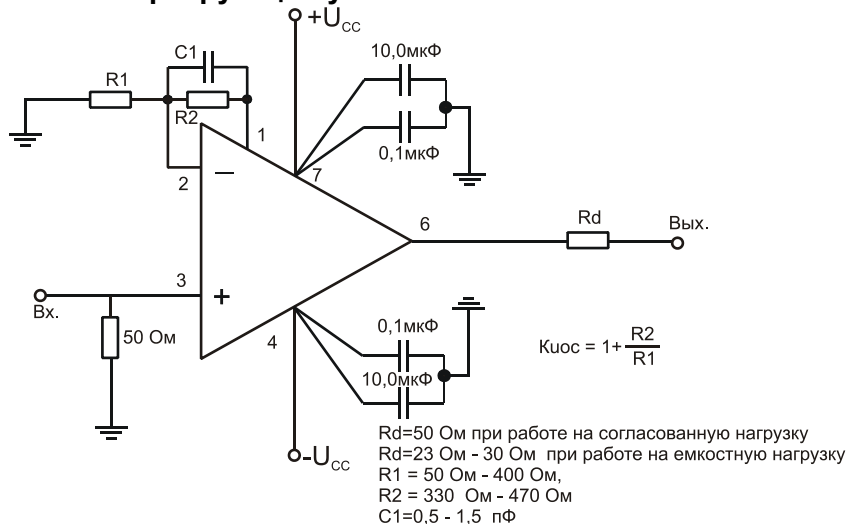 +Ucc
C1
10,0мкФ
R1
R2
1
0,1мкФ
7
2
−
6
Rd
Вых.
3
+
Вх.
50 Ом
4
0,1мкФ
10,0мкФ
Kuoc = 1+ R2
R1
-Ucc
Rd=50 Ом при работе на согласованную нагрузку
Rd=23 Ом - 30 Ом при работе на емкостную нагрузку
R1 = 50 Ом - 400 Ом,
R2 = 330 Ом - 470 Ом
C1=0,5 - 1,5 пФ